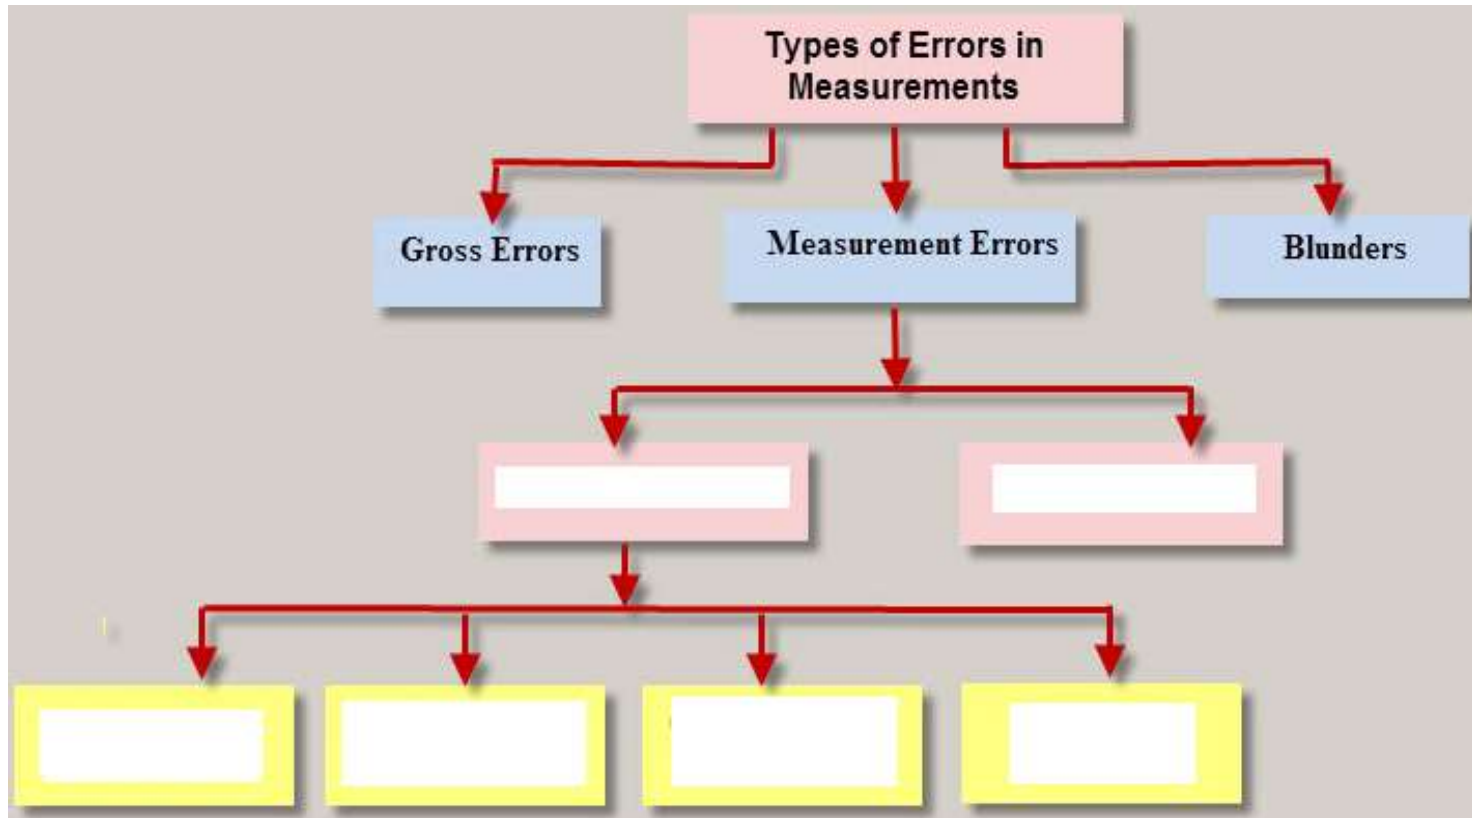 Types of Errors in
Measurements
Gross Errors
Measurement Errors
Blunders